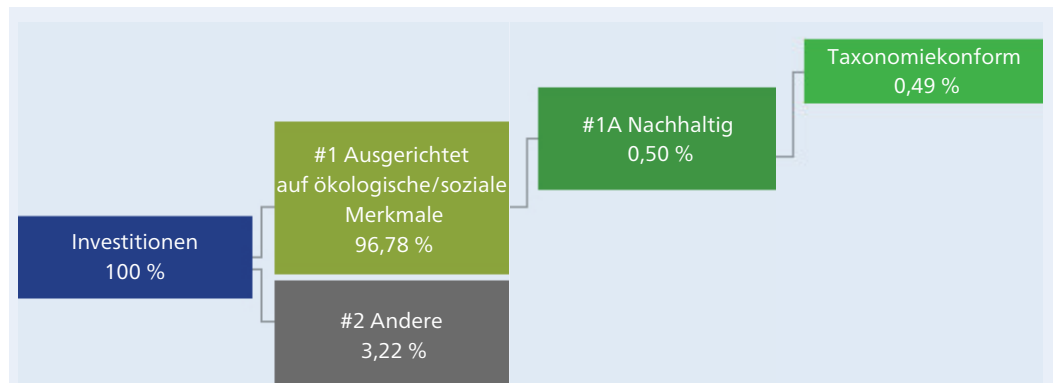 Investitionen
100 %
#1 Ausgerichtet
auf ökologische/soziale
Merkmale
96,78 %
#2 Andere
3,22 %
#1A Nachhaltig
0,50 %
Taxonomiekonform
0,49 %